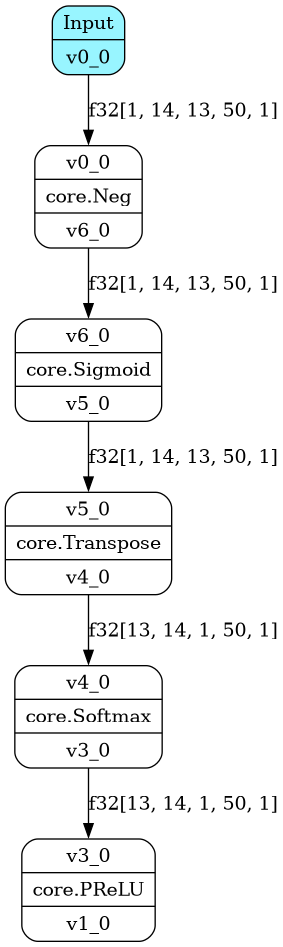 Input
v0_0
f32[1, 14, 13, 50, 1]
v0_0
core.Neg
v6_0
f32[1, 14, 13, 50, 1]
v6_0
core.Sigmoid
v5_0
f32[1, 14, 13, 50, 1]
v5_0
core.Transpose
v4_0
f32[13, 14, 1, 50, 1]
v4_0
core.Softmax
v3_0
f32[13, 14, 1, 50, 1]
v3_0
core.PReLU
v1_0